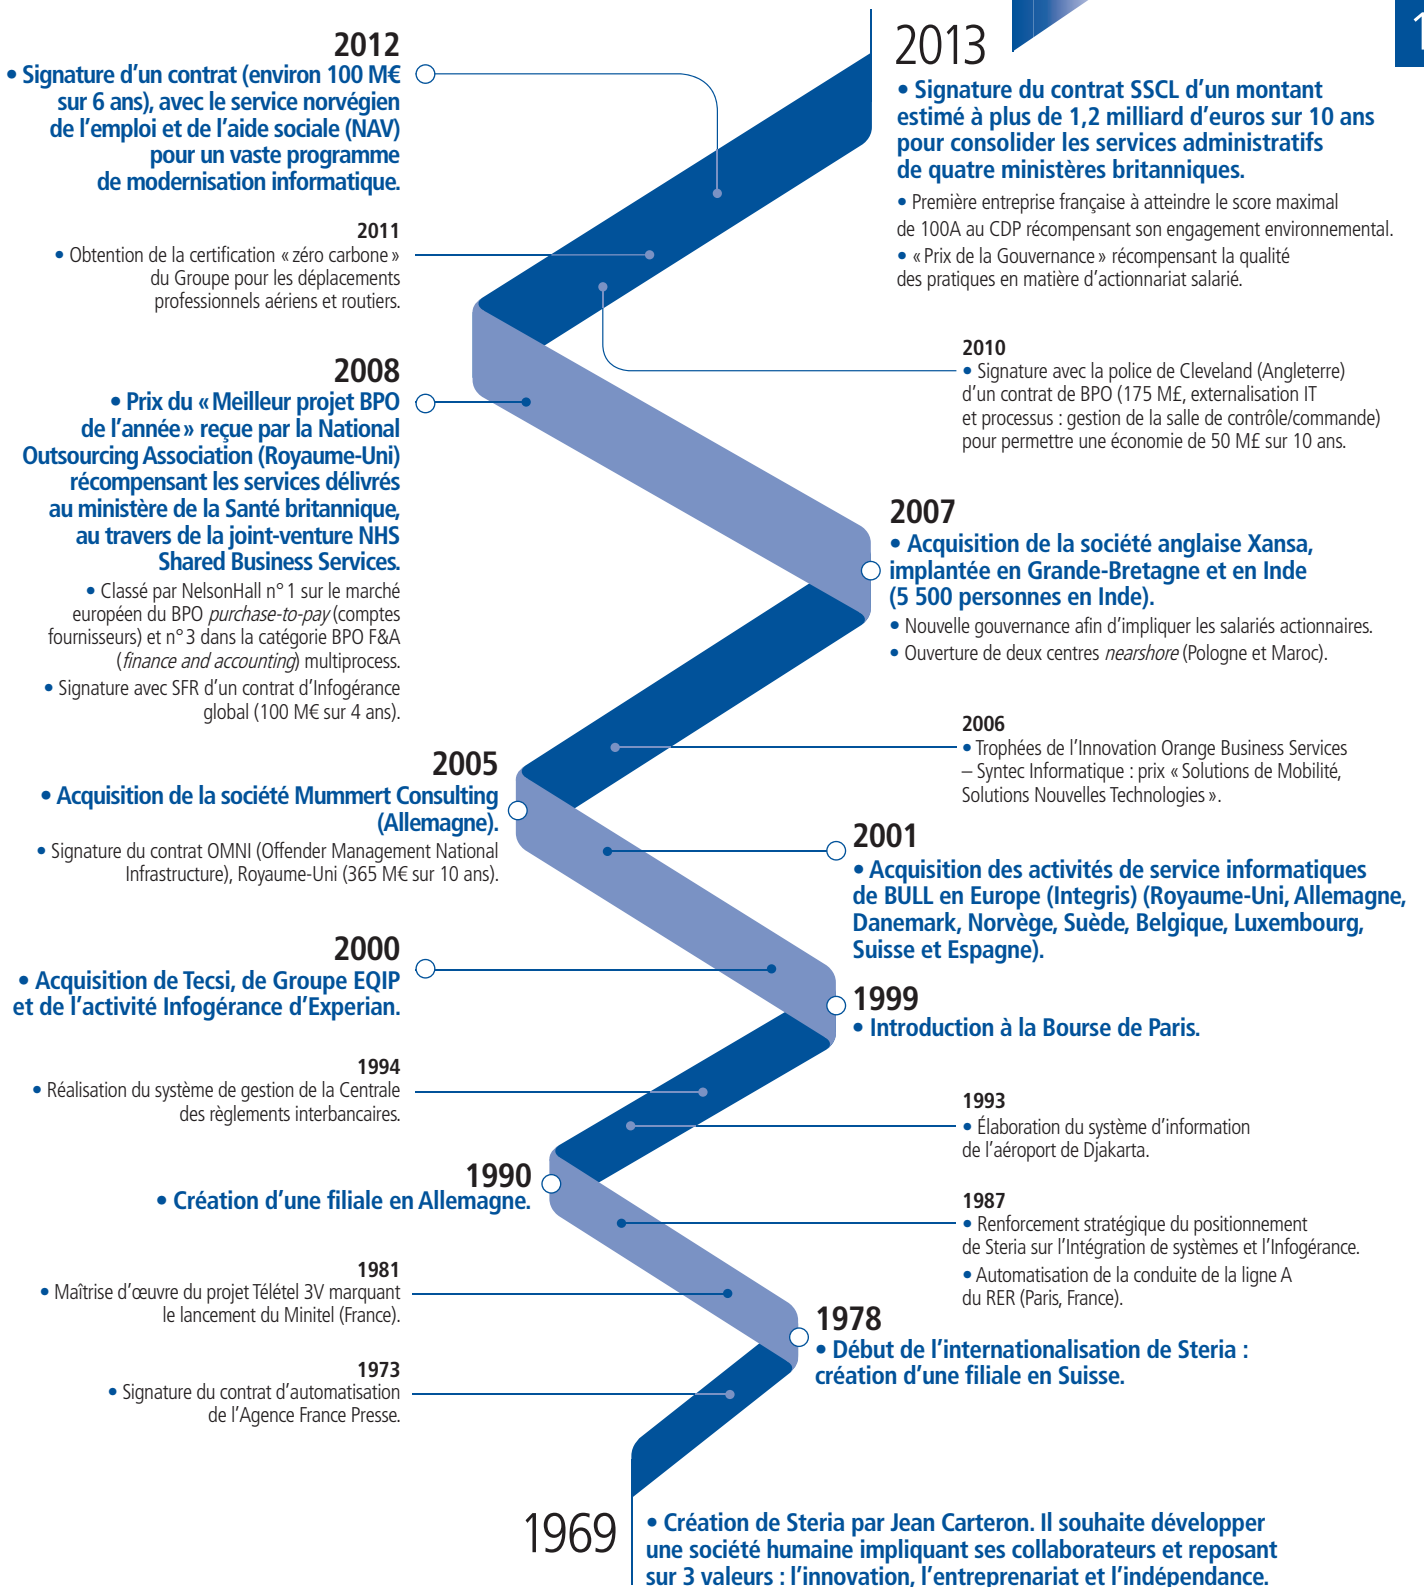 1
2013
• Signature du contrat SSCL d'un montant
estimé à plus de 1,2 milliard d'euros sur 10 ans
pour consolider les services administratifs
de quatre ministères britanniques.
• Première entreprise française à atteindre le score maximal
de 100A au CDP récompensant son engagement environnemental.
• « Prix de la Gouvernance » récompensant la qualité
des pratiques en matière d'actionnariat salarié.
2012
• Signature d'un contrat (environ 100 M€
sur 6 ans), avec le service norvégien
de l'emploi et de l'aide sociale (NAV)
pour un vaste programme
de modernisation informatique.
2011
• Obtention de la certification « zéro carbone »
du Groupe pour les déplacements
professionnels aériens et routiers.
2010
• Signature avec la police de Cleveland (Angleterre)
d'un contrat de BPO (175 M£, externalisation IT
et processus : gestion de la salle de contrôle/commande)
pour permettre une économie de 50 M£ sur 10 ans.
2008
• Prix du « Meilleur projet BPO
de l'année » reçue par la National
Outsourcing Association (Royaume-Uni)
récompensant les services délivrés
au ministère de la Santé britannique,
au travers de la joint-venture NHS
Shared Business Services.
• Classé par NelsonHall n° 1 sur le marché
européen du BPO purchase-to-pay (comptes
fournisseurs) et n° 3 dans la catégorie BPO F&A
(finance and accounting) multiprocess.
• Signature avec SFR d'un contrat d'Infogérance
global (100 M€ sur 4 ans).
2007
• Acquisition de la société anglaise Xansa,
implantée en Grande-Bretagne et en Inde
(5 500 personnes en Inde).
• Nouvelle gouvernance afin d'impliquer les salariés actionnaires.
• Ouverture de deux centres nearshore (Pologne et Maroc).
2006
• Trophées de l'Innovation Orange Business Services
– Syntec Informatique : prix « Solutions de Mobilité,
Solutions Nouvelles Technologies ».
2005
• Acquisition de la société Mummert Consulting
(Allemagne).
• Signature du contrat OMNI (Offender Management National
Infrastructure), Royaume-Uni (365 M€ sur 10 ans).
2001
• Acquisition des activités de service informatiques
de BULL en Europe (Integris) (Royaume-Uni, Allemagne,
Danemark, Norvège, Suède, Belgique, Luxembourg,
Suisse et Espagne).
2000
• Acquisition de Tecsi, de Groupe EQIP
et de l'activité Infogérance d'Experian.
1999
• Introduction à la Bourse de Paris.
1994
• Réalisation du système de gestion de la Centrale
des règlements interbancaires.
1993
• Élaboration du système d'information
de l'aéroport de Djakarta.
1990
• Création d'une filiale en Allemagne.
1987
• Renforcement stratégique du positionnement
de Steria sur l'Intégration de systèmes et l'Infogérance.
• Automatisation de la conduite de la ligne A
du RER (Paris, France).
1981
• Maîtrise d'œuvre du projet Télétel 3V marquant
le lancement du Minitel (France).
1978
• Début de l'internationalisation de Steria :
création d'une filiale en Suisse.
1973
• Signature du contrat d'automatisation
de l'Agence France Presse.
1969
• Création de Steria par Jean Carteron. Il souhaite développer
une société humaine impliquant ses collaborateurs et reposant
sur 3 valeurs : l'innovation, l'entreprenariat et l'indépendance.